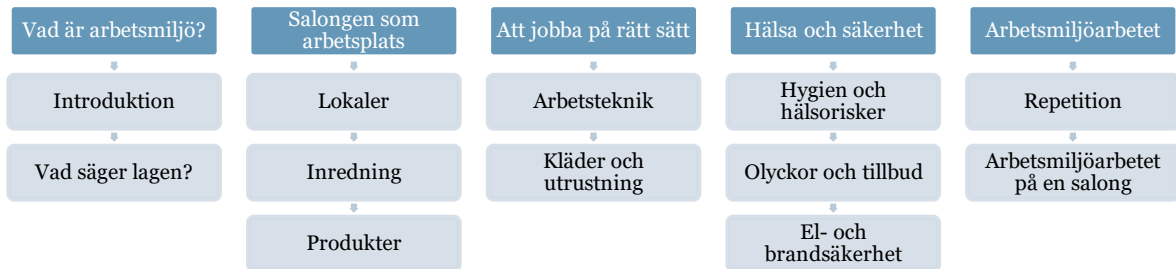 Vad är arbetsmiljö?
Introduktion
Vad säger lagen?
Salongen som
arbetsplats
Lokaler
Inredning
Produkter
Att jobba på rätt sätt
Arbetsteknik
Kläder och
utrustning
Hälsa och säkerhet
Hygien och
hälsorisker
Olyckor och tillbud
El- och
brandsäkerhet
Arbetsmiljöarbetet
Repetition
Arbetsmiljöarbetet
på en salong